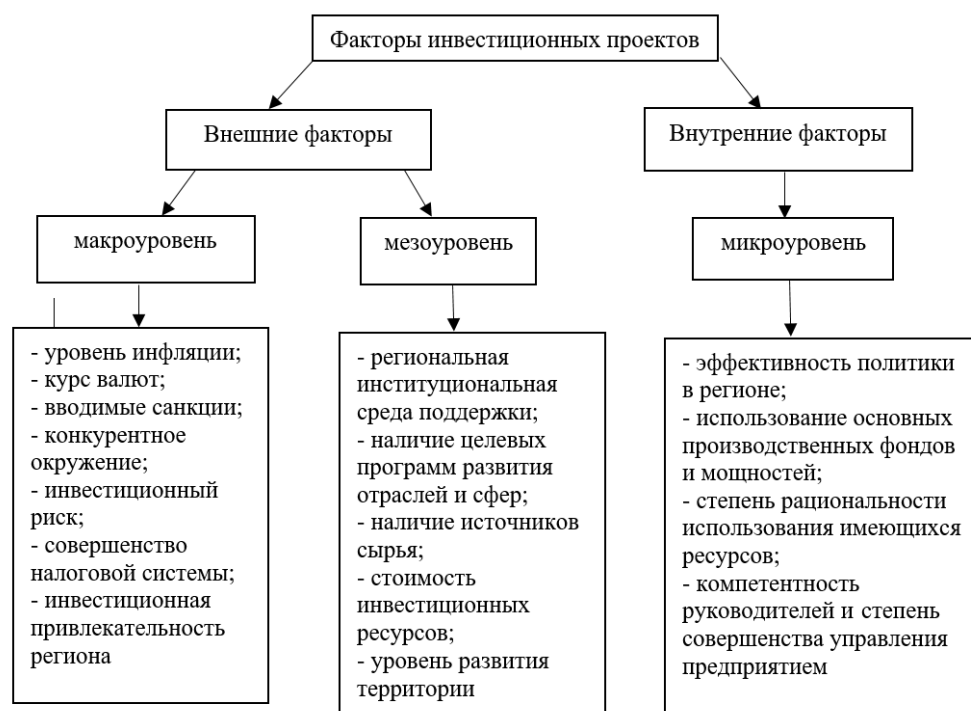 Факторы инвестиционных проектов
Внешние факторы
Внутренние факторы
макроуровень
мезоуровень
микроуровень
- уровень инфляции;
- курс валют;
- вводимые санкции;
- конкурентное
окружение;
- инвестиционный
риск;
- совершенство
налоговой системы;
- инвестиционная
привлекательность
региона
- региональная
институциональная
среда поддержки;
- наличие целевых
программ развития
отраслей и сфер;
- наличие источников
сырья;
- стоимость
инвестиционных
ресурсов;
- уровень развития
территории
- эффективность политики
в регионе;
- использование основных
производственных фондов
и мощностей;
- степень рациональности
использования имеющихся
ресурсов;
- компетентность
руководителей и степень
совершенства управления
предприятием